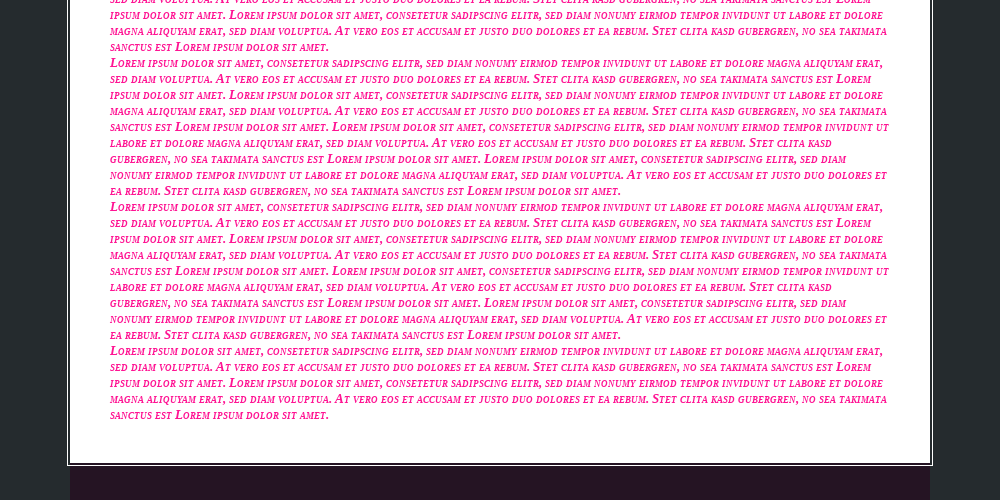 sed diam voluptua. At vero eos et accusam et justo duo dolores et ea rebum. Stet clita kasd gubergren, no sea takimata sanctus est Lorem
ipsum dolor sit amet. Lorem ipsum dolor sit amet, consetetur sadipscing elitr, sed diam nonumy eirmod tempor invidunt ut labore et dolore
magna aliquyam erat, sed diam voluptua. At vero eos et accusam et justo duo dolores et ea rebum. Stet clita kasd gubergren, no sea takimata
sanctus est Lorem ipsum dolor sit amet.
Lorem ipsum dolor sit amet, consetetur sadipscing elitr, sed diam nonumy eirmod tempor invidunt ut labore et dolore magna aliquyam erat,
sed diam voluptua. At vero eos et accusam et justo duo dolores et ea rebum. Stet clita kasd gubergren, no sea takimata sanctus est Lorem
ipsum dolor sit amet. Lorem ipsum dolor sit amet, consetetur sadipscing elitr, sed diam nonumy eirmod tempor invidunt ut labore et dolore
magna aliquyam erat, sed diam voluptua. At vero eos et accusam et justo duo dolores et ea rebum. Stet clita kasd gubergren, no sea takimata
sanctus est Lorem ipsum dolor sit amet. Lorem ipsum dolor sit amet, consetetur sadipscing elitr, sed diam nonumy eirmod tempor invidunt ut
labore et dolore magna aliquyam erat, sed diam voluptua. At vero eos et accusam et justo duo dolores et ea rebum. Stet clita kasd
gubergren, no sea takimata sanctus est Lorem ipsum dolor sit amet. Lorem ipsum dolor sit amet, consetetur sadipscing elitr, sed diam
nonumy eirmod tempor invidunt ut labore et dolore magna aliquyam erat, sed diam voluptua. At vero eos et accusam et justo duo dolores et
ea rebum. Stet clita kasd gubergren, no sea takimata sanctus est Lorem ipsum dolor sit amet.
Lorem ipsum dolor sit amet, consetetur sadipscing elitr, sed diam nonumy eirmod tempor invidunt ut labore et dolore magna aliquyam erat,
sed diam voluptua. At vero eos et accusam et justo duo dolores et ea rebum. Stet clita kasd gubergren, no sea takimata sanctus est Lorem
ipsum dolor sit amet. Lorem ipsum dolor sit amet, consetetur sadipscing elitr, sed diam nonumy eirmod tempor invidunt ut labore et dolore
magna aliquyam erat, sed diam voluptua. At vero eos et accusam et justo duo dolores et ea rebum. Stet clita kasd gubergren, no sea takimata
sanctus est Lorem ipsum dolor sit amet. Lorem ipsum dolor sit amet, consetetur sadipscing elitr, sed diam nonumy eirmod tempor invidunt ut
labore et dolore magna aliquyam erat, sed diam voluptua. At vero eos et accusam et justo duo dolores et ea rebum. Stet clita kasd
gubergren, no sea takimata sanctus est Lorem ipsum dolor sit amet. Lorem ipsum dolor sit amet, consetetur sadipscing elitr, sed diam
nonumy eirmod tempor invidunt ut labore et dolore magna aliquyam erat, sed diam voluptua. At vero eos et accusam et justo duo dolores et
ea rebum. Stet clita kasd gubergren, no sea takimata sanctus est Lorem ipsum dolor sit amet.
Lorem ipsum dolor sit amet, consetetur sadipscing elitr, sed diam nonumy eirmod tempor invidunt ut labore et dolore magna aliquyam erat,
sed diam voluptua. At vero eos et accusam et justo duo dolores et ea rebum. Stet clita kasd gubergren, no sea takimata sanctus est Lorem
ipsum dolor sit amet. Lorem ipsum dolor sit amet, consetetur sadipscing elitr, sed diam nonumy eirmod tempor invidunt ut labore et dolore
magna aliquyam erat, sed diam voluptua. At vero eos et accusam et justo duo dolores et ea rebum. Stet clita kasd gubergren, no sea takimata
sanctus est Lorem ipsum dolor sit amet.